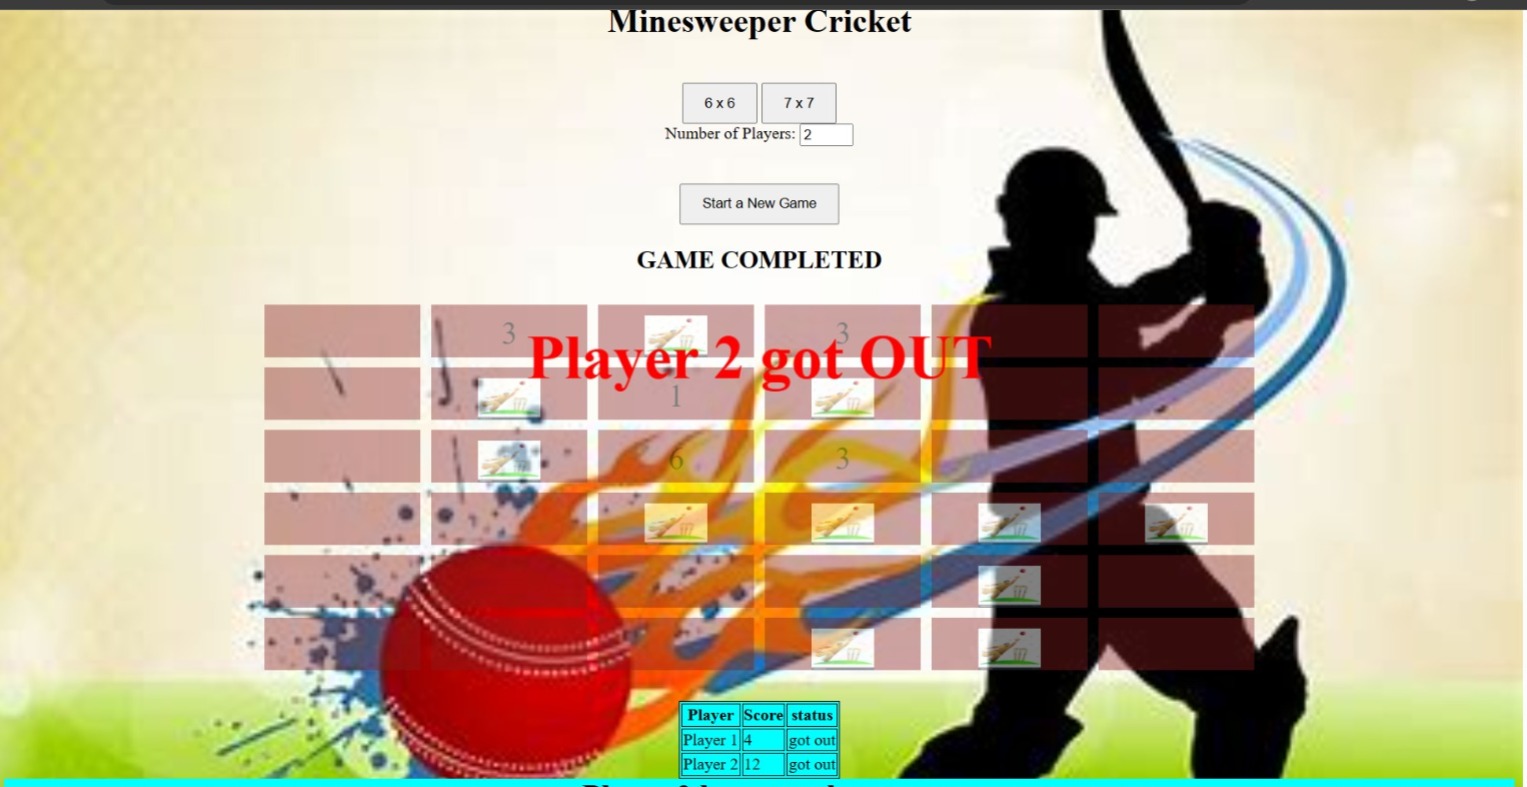 Minesweeper Cricket
6 x 6 7 x 7
Number of Players: 2
Start a New Game
GAME COMPLETED
3 3
Player 2 got OUT
1
6 3
Player Score status
Player 1 4 got out
Player 2 12 got out